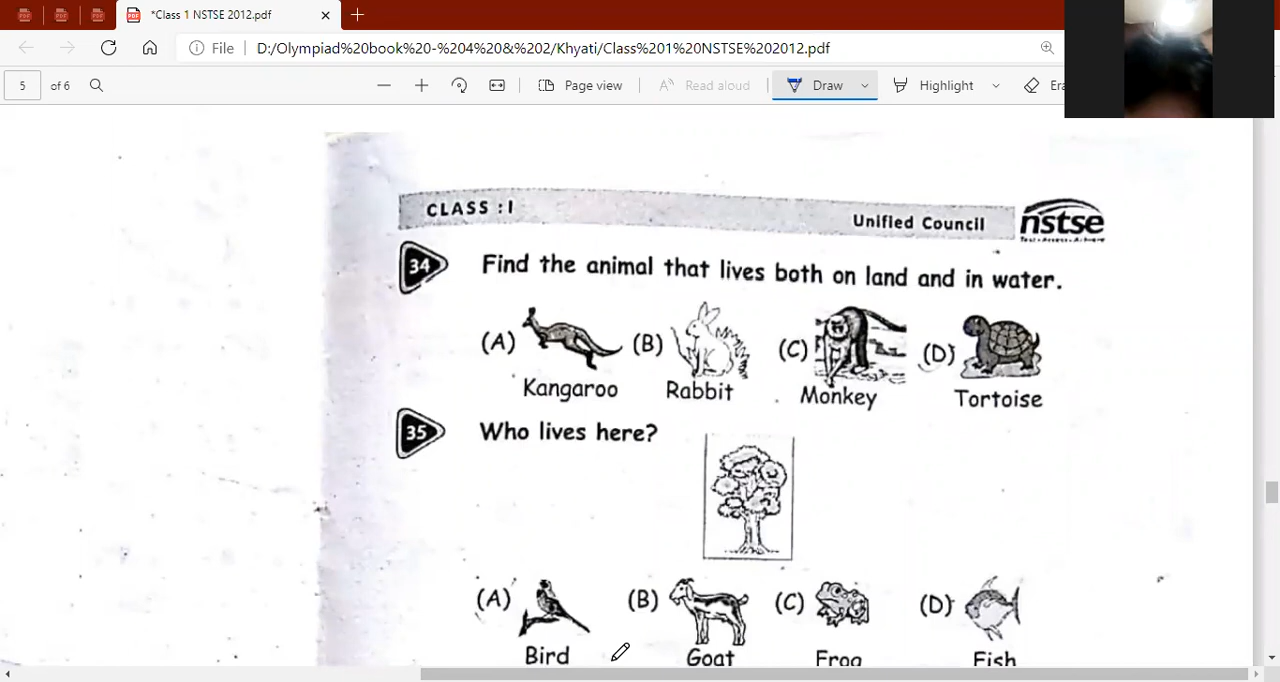 *Class 1 NSTSE 2012.pdf
File D:/Olympiad%20book%20-%204%20&%202/Khyati/Class%201%20NSTSE%202012.pdf
5 of 6 Page view Read aloud Draw Highlight Era
CLASS : I Unified Council nstse
34 Find the animal that lives both on land and in water.
(A) (B) (C) (D)
Kangaroo Rabbit Monkey Tortoise
35 Who lives here?
(A) (B) (C) (D)
Bird Goat Frog Fish